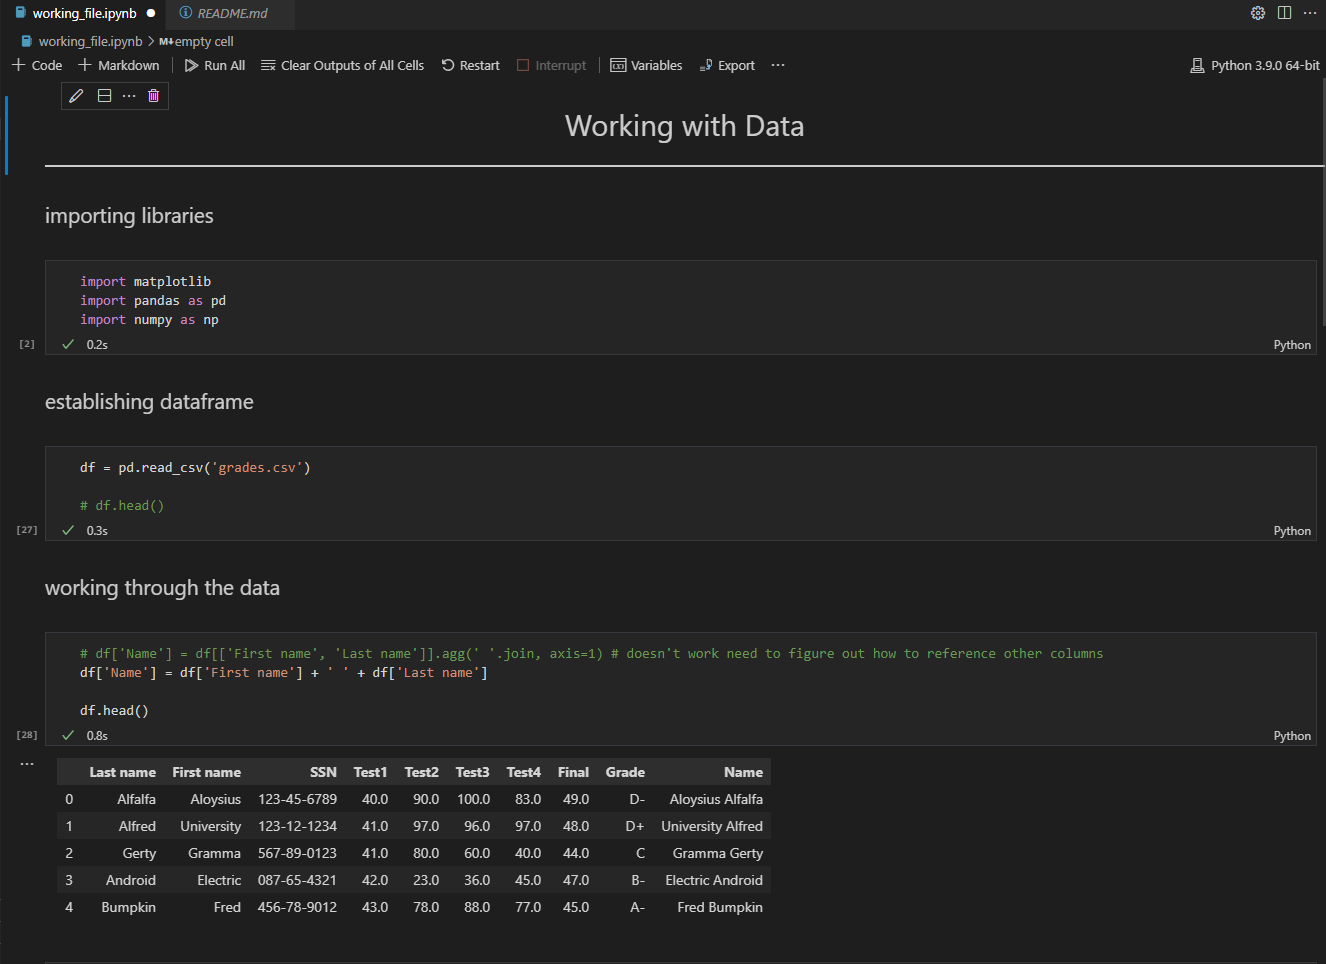 working_file.ipynb ● README.md
working_file.ipynb > M↓empty cell
+ Code + Markdown Run All Clear Outputs of All Cells Restart Interrupt Variables Export ··· Python 3.9.0 64-bit
Working with Data
importing libraries
import matplotlib
import pandas as pd
import numpy as np
[2] ✓ 0.2s Python
establishing dataframe
df = pd.read_csv('grades.csv')
# df.head()
[27] ✓ 0.3s Python
working through the data
# df['Name'] = df[['First name', 'Last name']].agg(' '.join, axis=1) # doesn't work need to figure out how to reference other columns
df['Name'] = df['First name'] + ' ' + df['Last name']
df.head()
[28] ✓ 0.8s Python
Last name First name SSN Test1 Test2 Test3 Test4 Final Grade Name
0 Alfalfa Aloysius 123-45-6789 40.0 90.0 100.0 83.0 49.0 D- Aloysius Alfalfa
1 Alfred University 123-12-1234 41.0 97.0 96.0 97.0 48.0 D+ University Alfred
2 Gerty Gramma 567-89-0123 41.0 80.0 60.0 40.0 44.0 C Gramma Gerty
3 Android Electric 087-65-4321 42.0 23.0 36.0 45.0 47.0 B- Electric Android
4 Bumpkin Fred 456-78-9012 43.0 78.0 88.0 77.0 45.0 A- Fred Bumpkin